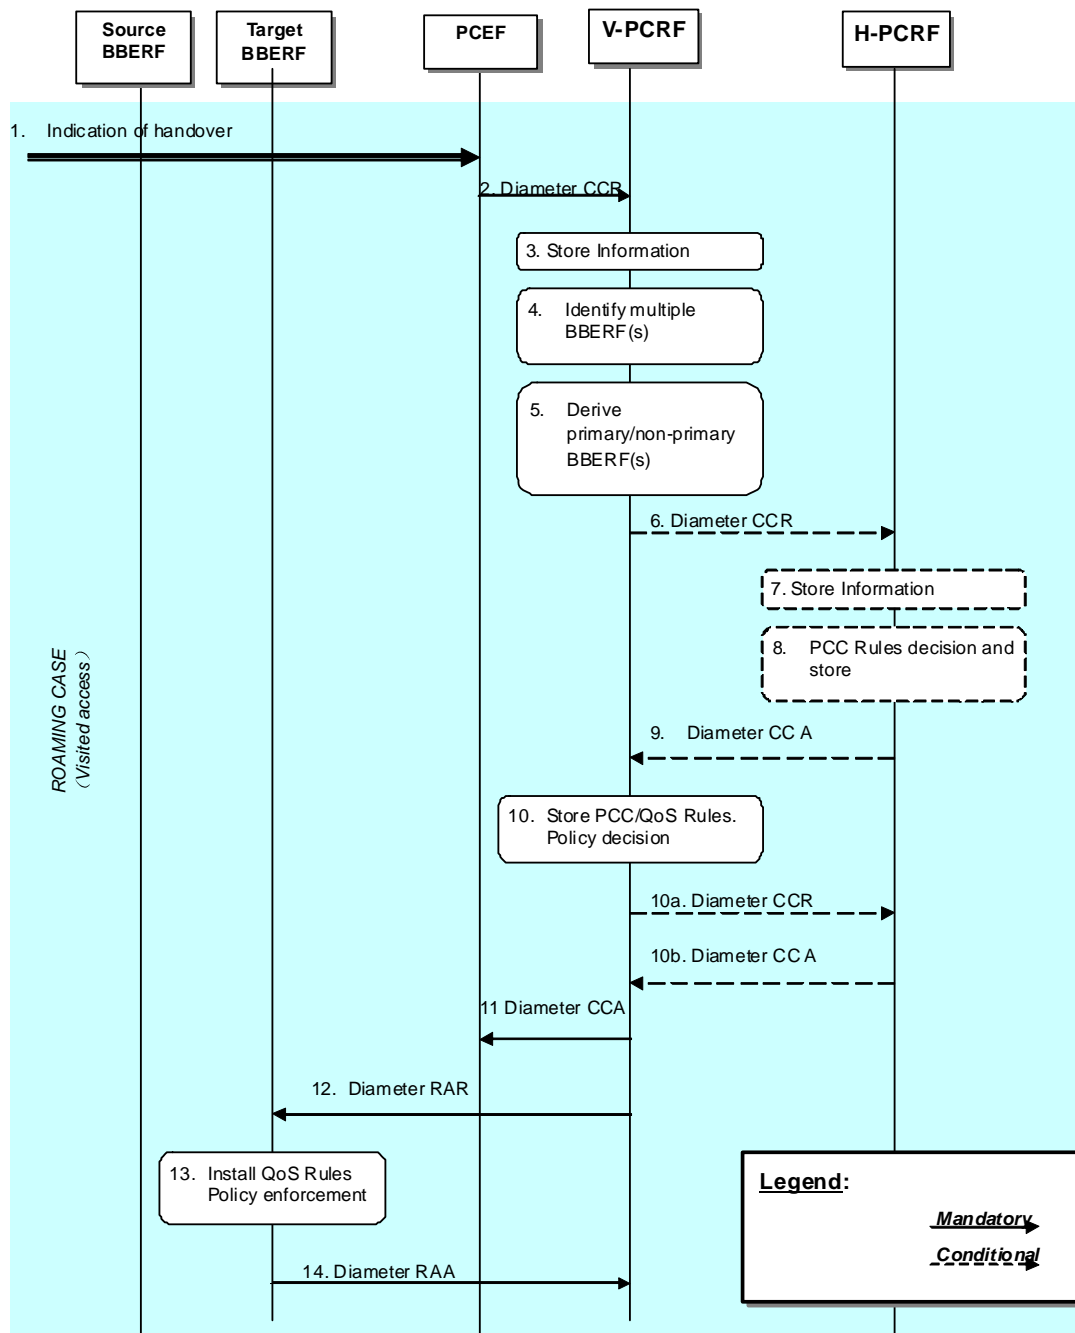 Source
BBERF
Target
BBERF
PCEF
V-PCRF
H-PCRF
1. Indication of handover
2. Diameter CCR
3. Store Information
4. Identify multiple
BBERF(s)
5. Derive
primary/non-primary
BBERF(s)
6. Diameter CCR
7. Store Information
8. PCC Rules decision and
store
ROAMING CASE
(Visited access)
9. Diameter CC A
10. Store PCC/QoS Rules.
Policy decision
10a. Diameter CCR
10b. Diameter CC A
11 Diameter CCA
12. Diameter RAR
13. Install QoS Rules
Policy enforcement
14. Diameter RAA
Legend:
Mandatory
Conditional